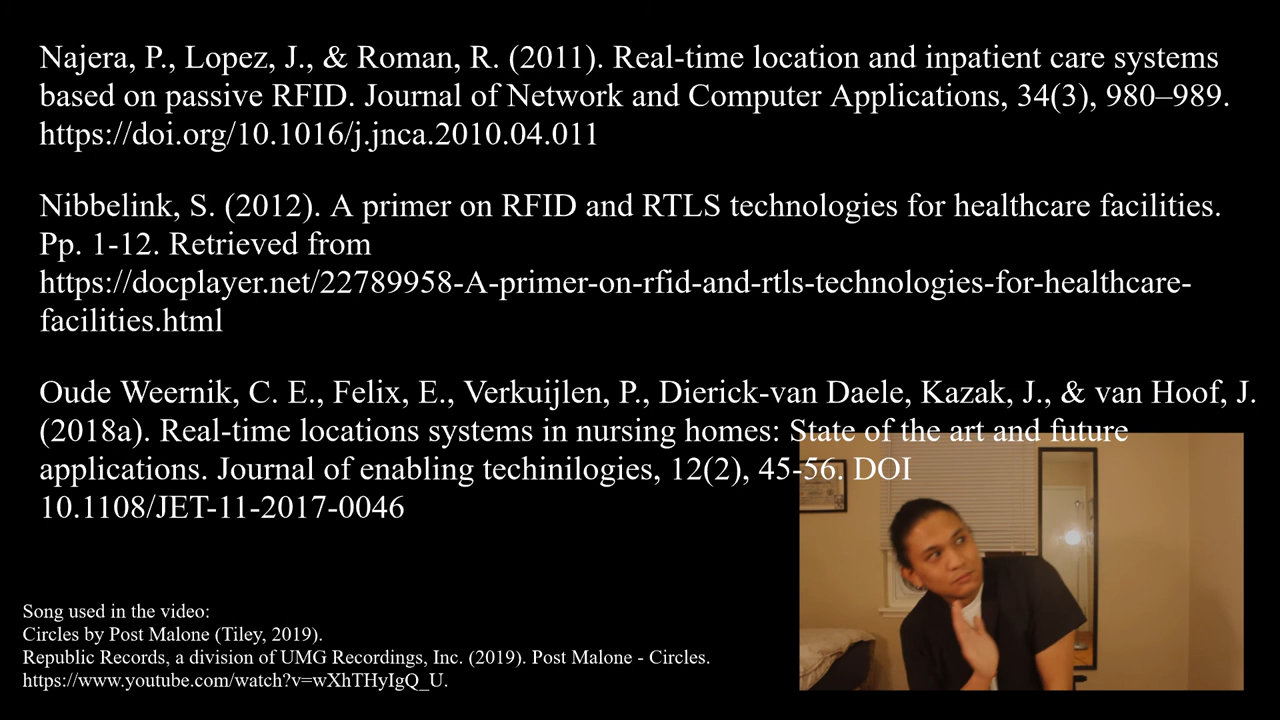 Najera, P., Lopez, J., & Roman, R. (2011). Real-time location and inpatient care systems
based on passive RFID. Journal of Network and Computer Applications, 34(3), 980–989.
https://doi.org/10.1016/j.jnca.2010.04.011
Nibbelink, S. (2012). A primer on RFID and RTLS technologies for healthcare facilities.
Pp. 1-12. Retrieved from
https://docplayer.net/22789958-A-primer-on-rfid-and-rtls-technologies-for-healthcare-
facilities.html
Oude Weernik, C. E., Felix, E., Verkuijlen, P., Dierick-van Daele, Kazak, J., & van Hoof, J.
(2018a). Real-time locations systems in nursing homes: State of the art and future
applications. Journal of enabling techinilogies, 12(2), 45-56. DOI
10.1108/JET-11-2017-0046
Song used in the video:
Circles by Post Malone (Tiley, 2019).
Republic Records, a division of UMG Recordings, Inc. (2019). Post Malone - Circles.
https://www.youtube.com/watch?v=wXhTHyIgQ_U.